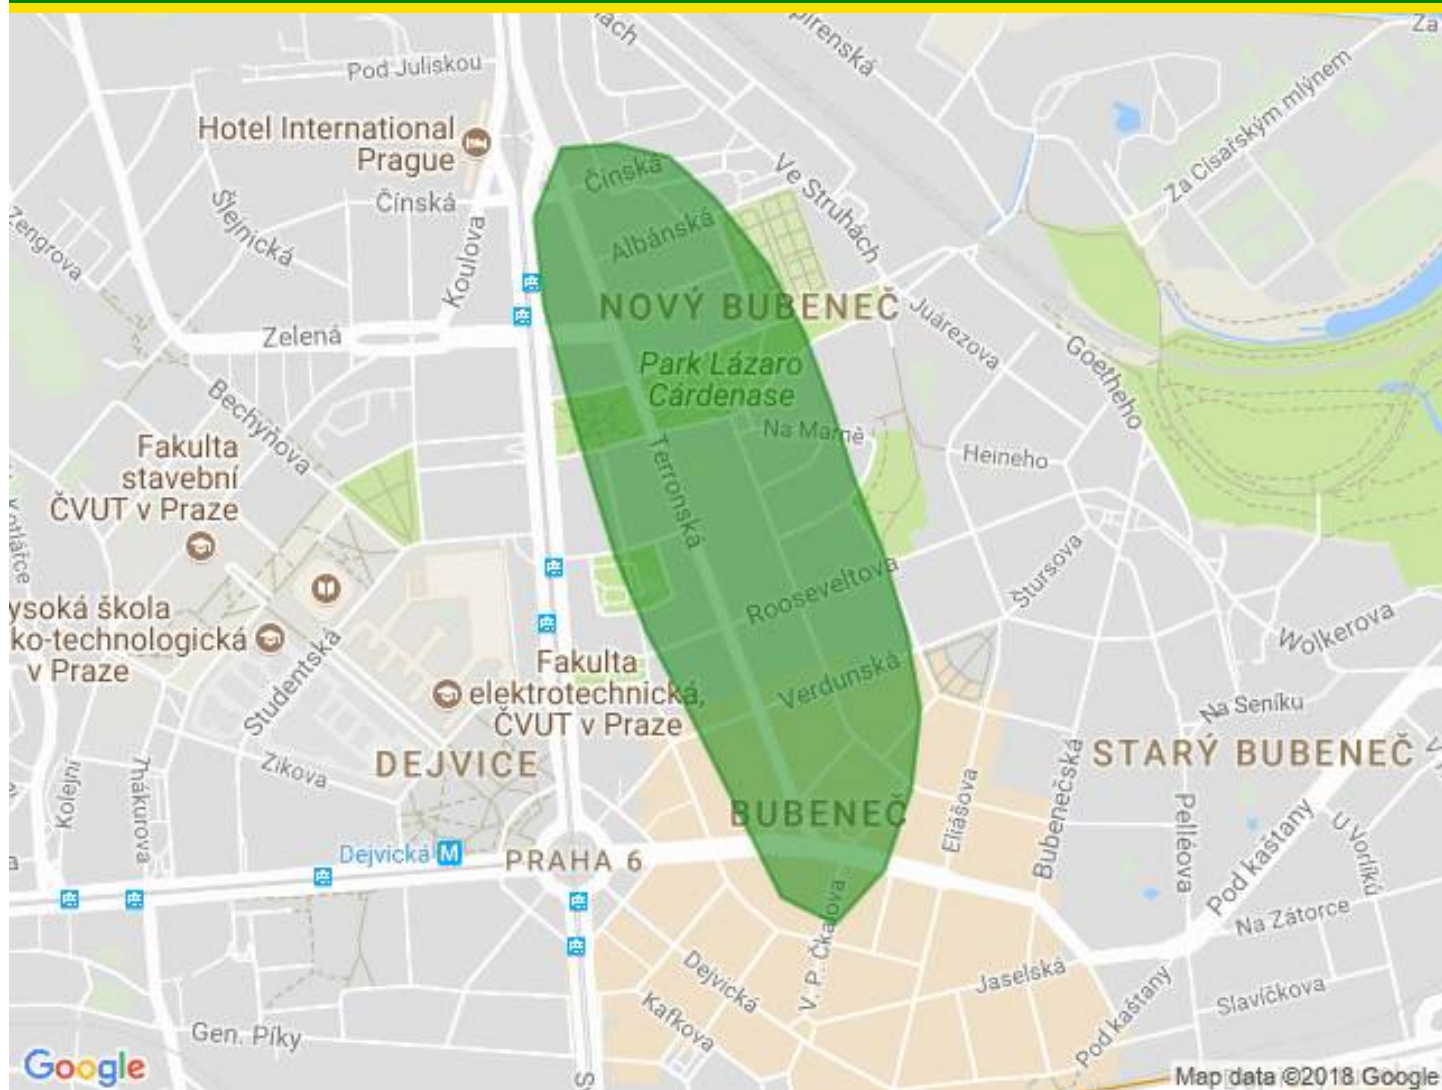 Za
Pod Juliskou
Hotel International
Prague
Čínská
Šlejnická
Zengrova
Koulova
Čínská
Albánská
Ve Struhách
Za Císařským mlýnem
NOVÝ BUBENEČ
Zelená
Juárezova
Goetheho
Park Lázaro
Cárdenase
Bechyňova
Na Marně
Heineho
Fakulta
stavební
ČVUT v Praze
Terronská
Rooseveltova
Štursova
ysoká škola
ko-technologická
v Praze
Studentská
Wolkerova
Fakulta
elektrotechnická,
ČVUT v Praze
Verdunská
Na Seníku
DEJVICE
STARÝ BUBENEČ
Zikova
Kolejní
Thákurova
BUBENEČ
Eliášova
Bubenečská
Pelléova
Pod kaštany
U Vorlíků
Dejvická M
PRAHA 6
V. P. Čkalova
Na Zátorce
Dejvická
Jaselská
Kafkova
Pod kaštany
Slavíčkova
Gen. Píky
Google
Map data ©2018 Google